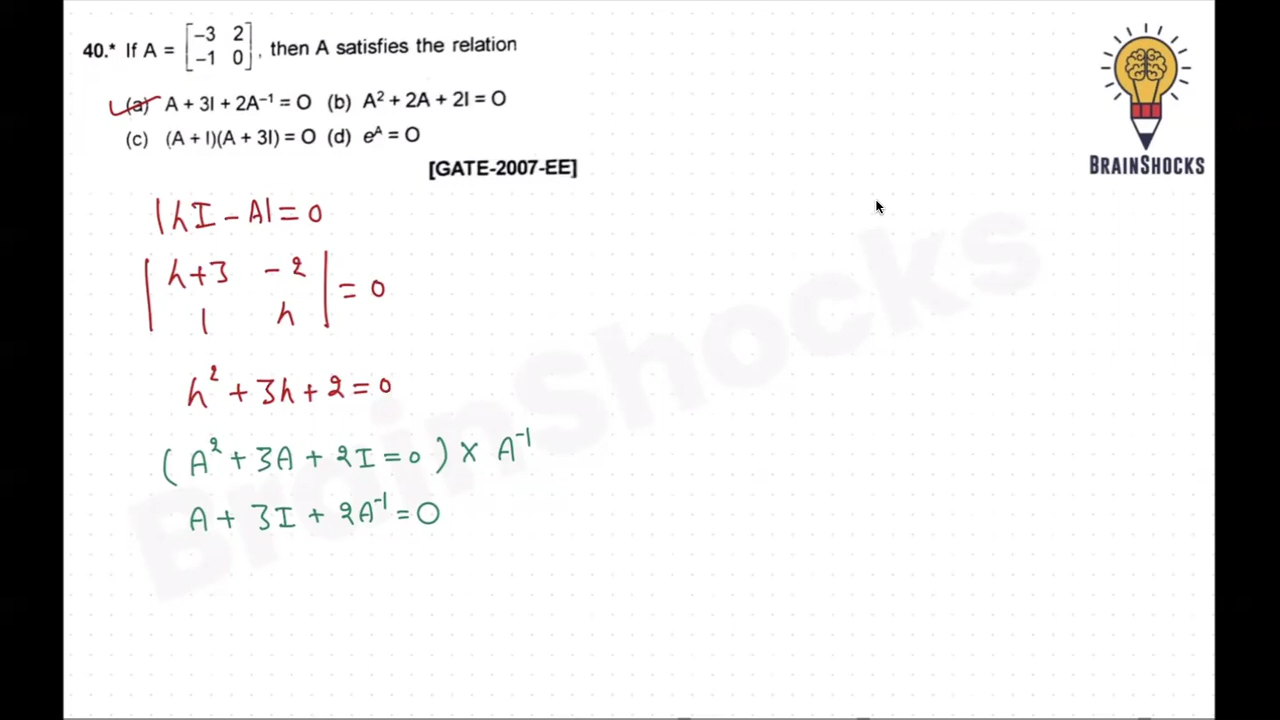 40.* If A = [−3 2; −1 0], then A satisfies the relation
(a) A + 3I + 2A⁻¹ = O (b) A² + 2A + 2I = O
(c) (A + I)(A + 3I) = O (d) eᴬ = O
[GATE-2007-EE]
BRAINSHOCKS
|λI − A| = 0
|λ+3 −2|
|1 λ| = 0
λ² + 3λ + 2 = 0
(A² + 3A + 2I = 0) × A⁻¹
A + 3I + 2A⁻¹ = O
BrainShocks